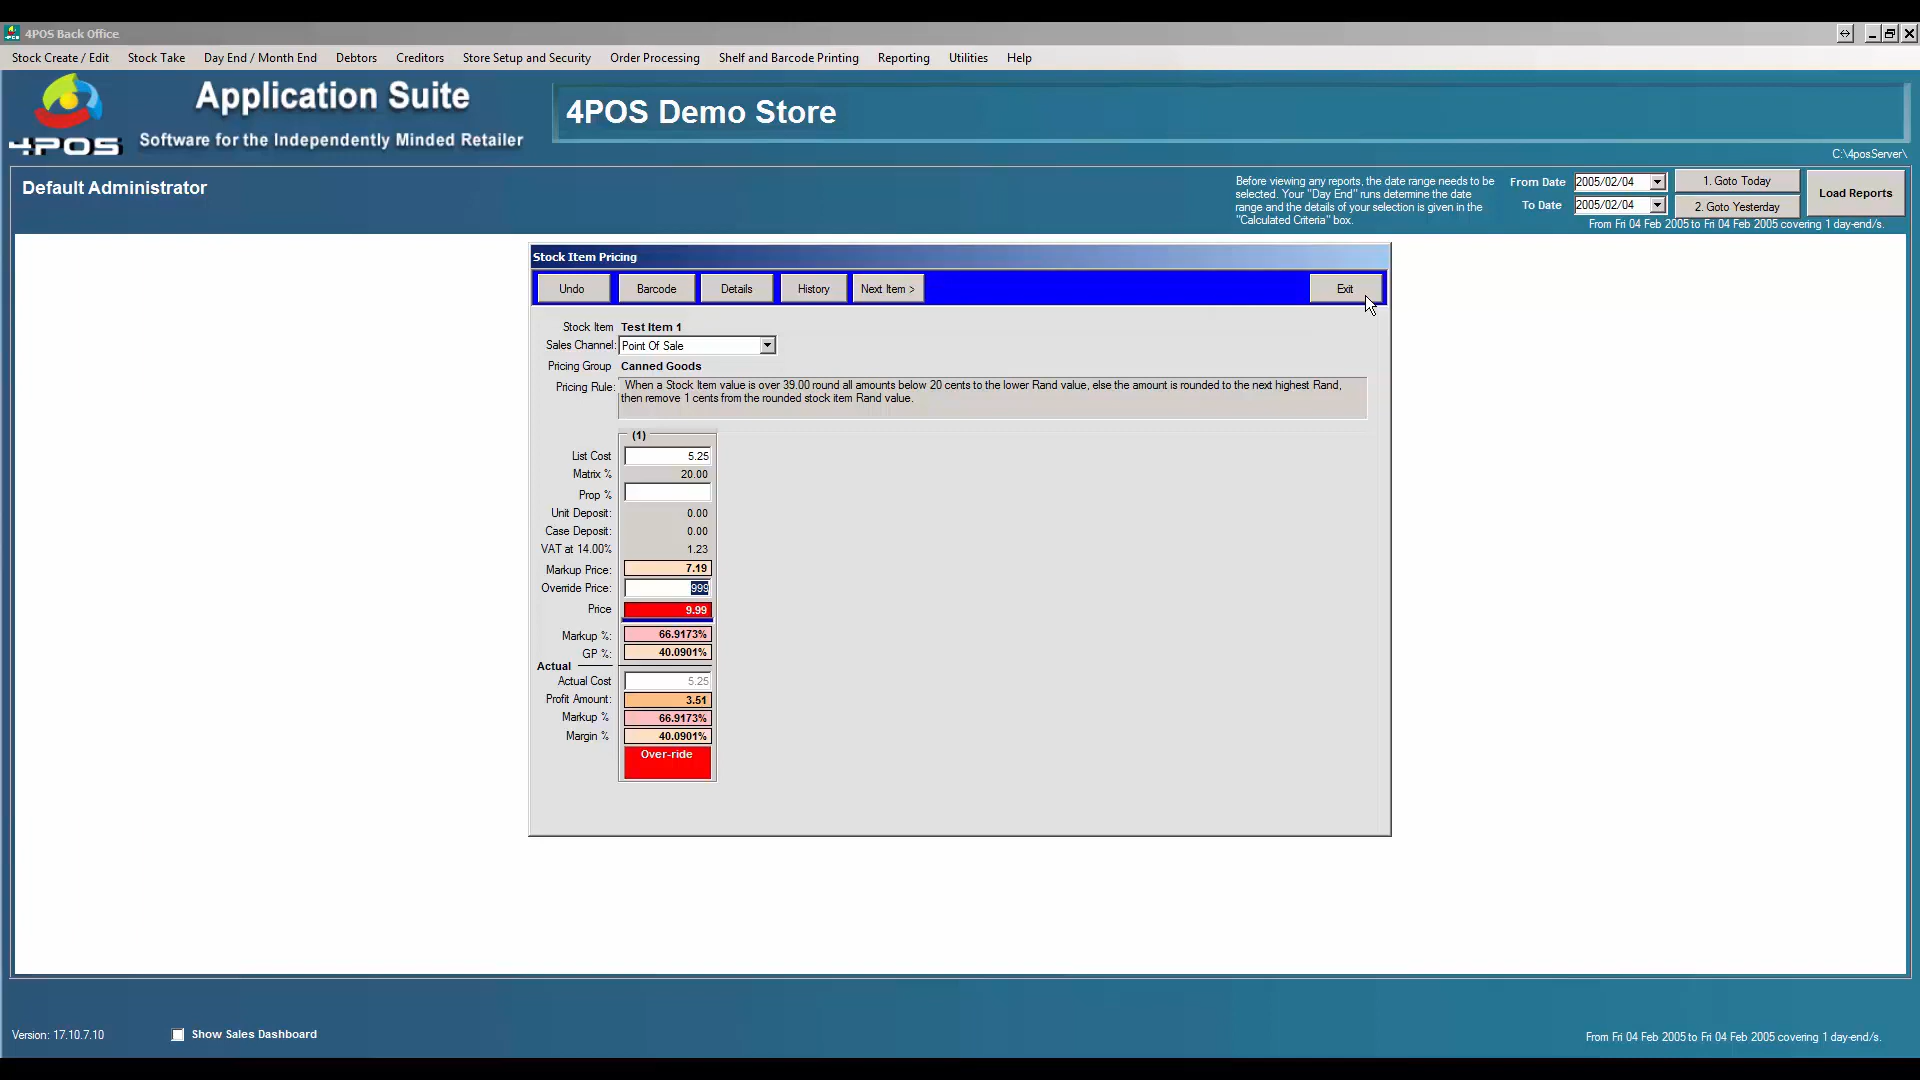 4POS Back Office
Stock Create / Edit Stock Take Day End / Month End Debtors Creditors Store Setup and Security Order Processing Shelf and Barcode Printing Reporting Utilities Help
4POS
Application Suite
Software for the Independently Minded Retailer
4POS Demo Store
C:\4posServer\
Default Administrator
Before viewing any reports, the date range needs to be
selected. Your "Day End" runs determine the date
range and the details of your selection is given in the
"Calculated Criteria" box.
From Date 2005/02/04 1. Goto Today
To Date 2005/02/04 2. Goto Yesterday
Load Reports
From Fri 04 Feb 2005 to Fri 04 Feb 2005 covering 1 day-end/s.
Stock Item Pricing
Undo Barcode Details History Next Item > Exit
Stock Item Test Item 1
Sales Channel: Point Of Sale
Pricing Group Canned Goods
Pricing Rule: When a Stock Item value is over 39.00 round all amounts below 20 cents to the lower Rand value, else the amount is rounded to the next highest Rand,
then remove 1 cents from the rounded stock item Rand value.
(1)
List Cost 5.25
Matrix % 20.00
Prop %
Unit Deposit: 0.00
Case Deposit: 0.00
VAT at 14.00% 1.23
Markup Price: 7.19
Override Price: 999
Price 9.99
Markup %: 66.9173%
GP %: 40.0901%
Actual
Actual Cost 5.25
Profit Amount: 3.51
Markup % 66.9173%
Margin % 40.0901%
Over-ride
Version: 17.10.7.10 Show Sales Dashboard From Fri 04 Feb 2005 to Fri 04 Feb 2005 covering 1 day-end/s.